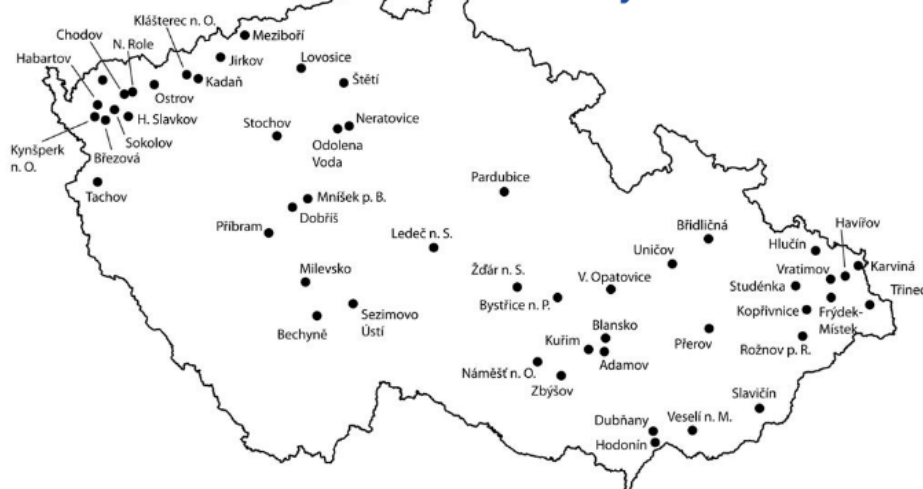 Klášterec n. O.
Meziboří
Chodov
N. Role
Jirkov
Lovosice
Habartov
Kadaň
Štětí
Ostrov
H. Slavkov
Stochov
Neratovice
Odolena
Voda
Sokolov
Kynšperk
n. O.
Březová
Tachov
Pardubice
Mníšek p. B.
Dobříš
Příbram
Ledeč n. S.
Břidličná
Havířov
Hlučín
Uničov
Karviná
Vratimov
Milevsko
Žďár n. S.
V. Opatovice
Studénka
Třinec
Bystřice n. P.
Sezimovo
Ústí
Kopřivnice
Frýdek-
Místek
Bechyně
Blansko
Kuřim
Přerov
Adamov
Rožnov p. R.
Náměšť n. O.
Zbýšov
Slavičín
Dubňany
Veselí n. M.
Hodonín